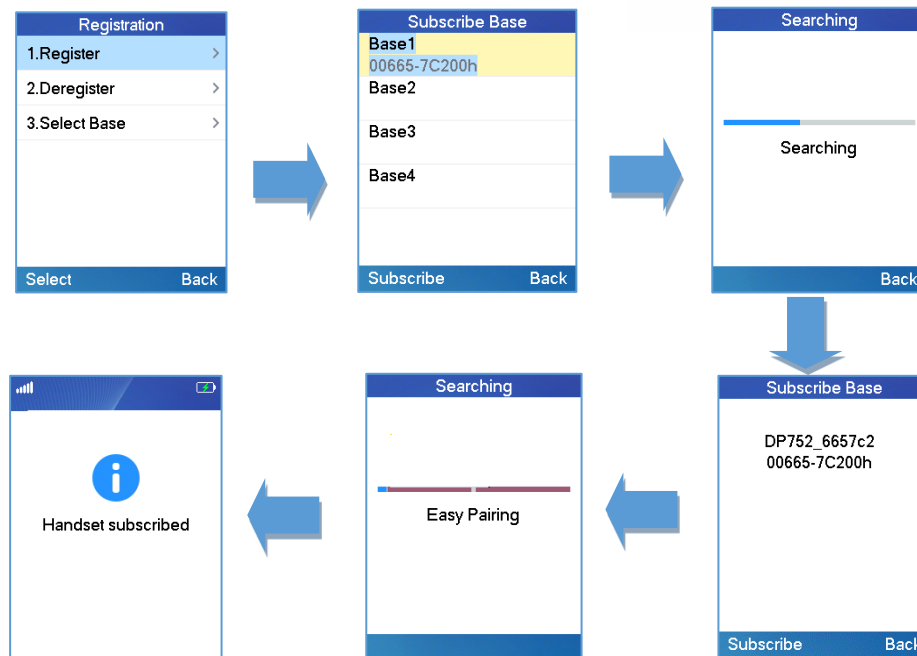 Registration
1.Register
2.Deregister
3.Select Base
Select Back
Subscribe Base
Base1
00665-7C200h
Base2
Base3
Base4
Subscribe Back
Searching
Searching
Back
Subscribe Base
DP752_6657c2
00665-7C200h
Subscribe Back
Searching
Easy Pairing
Handset subscribed